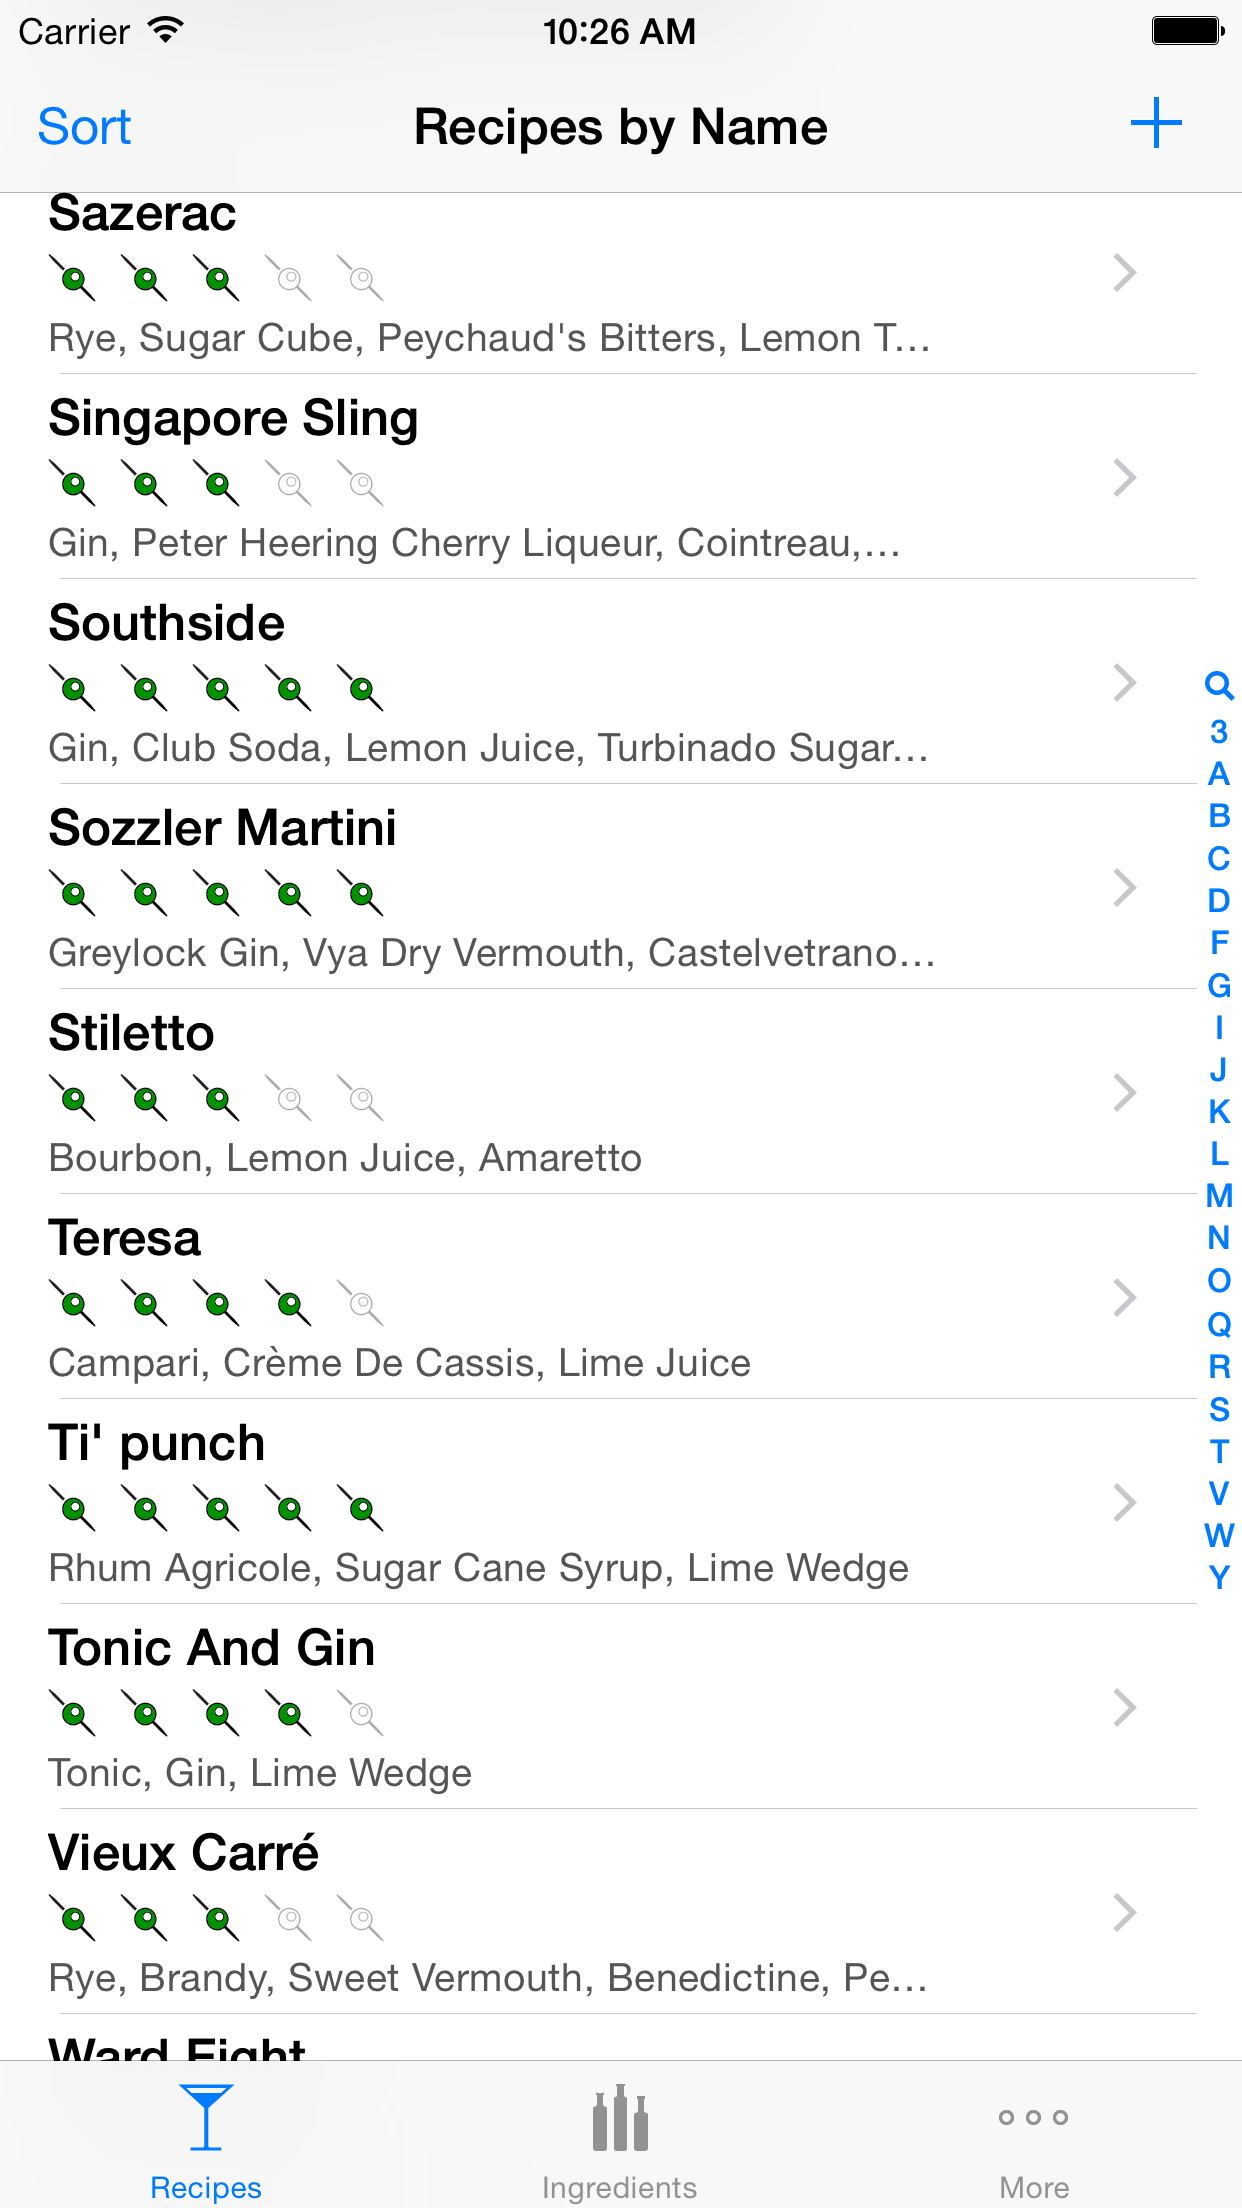 Carrier 10:26 AM
Sort Recipes by Name
Sazerac
Rye, Sugar Cube, Peychaud's Bitters, Lemon T...
Singapore Sling
Gin, Peter Heering Cherry Liqueur, Cointreau,...
Southside
Gin, Club Soda, Lemon Juice, Turbinado Sugar...
Sozzler Martini
Greylock Gin, Vya Dry Vermouth, Castelvetrano...
Stiletto
Bourbon, Lemon Juice, Amaretto
Teresa
Campari, Crème De Cassis, Lime Juice
Ti' punch
Rhum Agricole, Sugar Cane Syrup, Lime Wedge
Tonic And Gin
Tonic, Gin, Lime Wedge
Vieux Carré
Rye, Brandy, Sweet Vermouth, Benedictine, Pe...
Ward Eight
3
A
B
C
D
F
G
I
J
K
L
M
N
O
Q
R
S
T
V
W
Y
Recipes Ingredients More